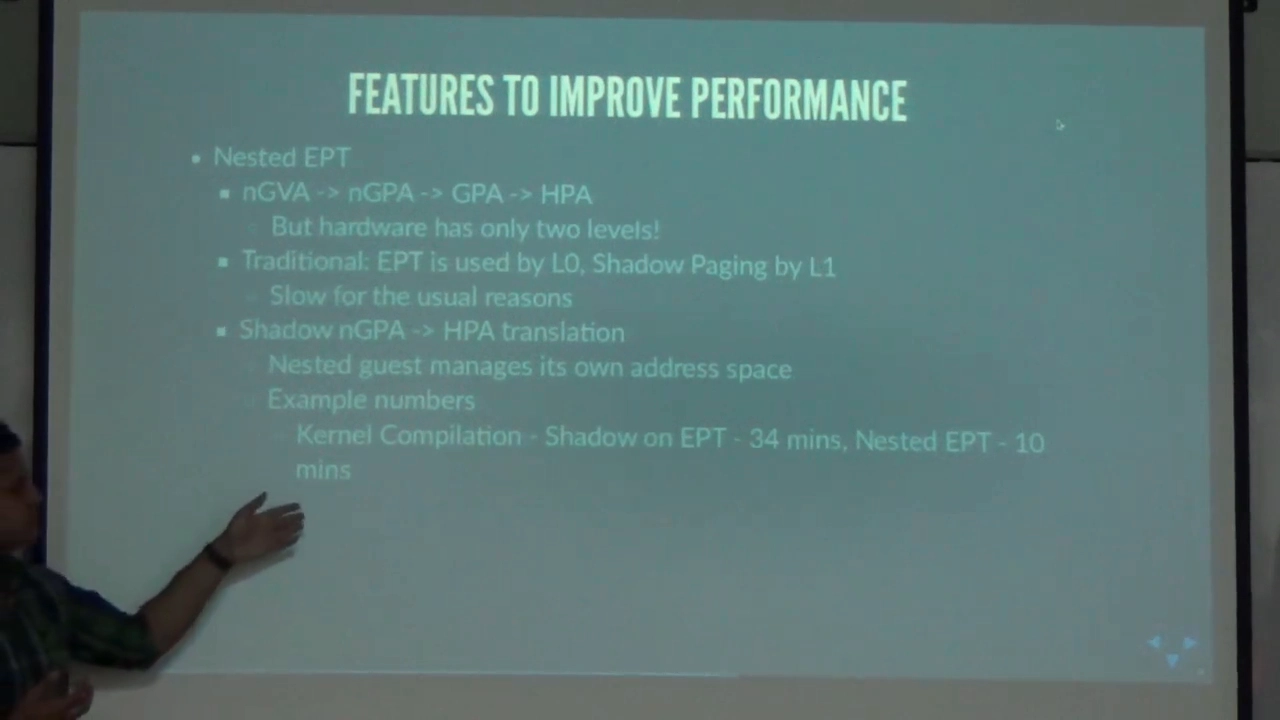 FEATURES TO IMPROVE PERFORMANCE
Nested EPT
nGVA -> nGPA -> GPA -> HPA
But hardware has only two levels!
Traditional: EPT is used by L0, Shadow Paging by L1
Slow for the usual reasons
Shadow nGPA -> HPA translation
Nested guest manages its own address space
Example numbers
Kernel Compilation - Shadow on EPT - 34 mins, Nested EPT - 10
mins